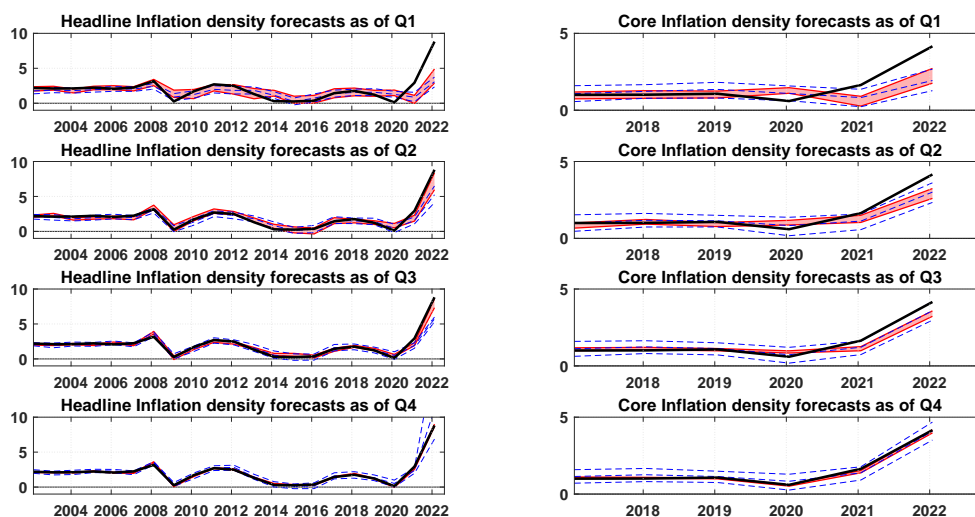 Headline Inflation density forecasts as of Q1
10
5
0
2004 2006 2008 2010 2012 2014 2016 2018 2020 2022
Core Inflation density forecasts as of Q1
5
0
2018 2019 2020 2021 2022
Headline Inflation density forecasts as of Q2
10
5
0
2004 2006 2008 2010 2012 2014 2016 2018 2020 2022
Core Inflation density forecasts as of Q2
5
0
2018 2019 2020 2021 2022
Headline Inflation density forecasts as of Q3
10
5
0
2004 2006 2008 2010 2012 2014 2016 2018 2020 2022
Core Inflation density forecasts as of Q3
5
0
2018 2019 2020 2021 2022
Headline Inflation density forecasts as of Q4
10
5
0
2004 2006 2008 2010 2012 2014 2016 2018 2020 2022
Core Inflation density forecasts as of Q4
5
0
2018 2019 2020 2021 2022